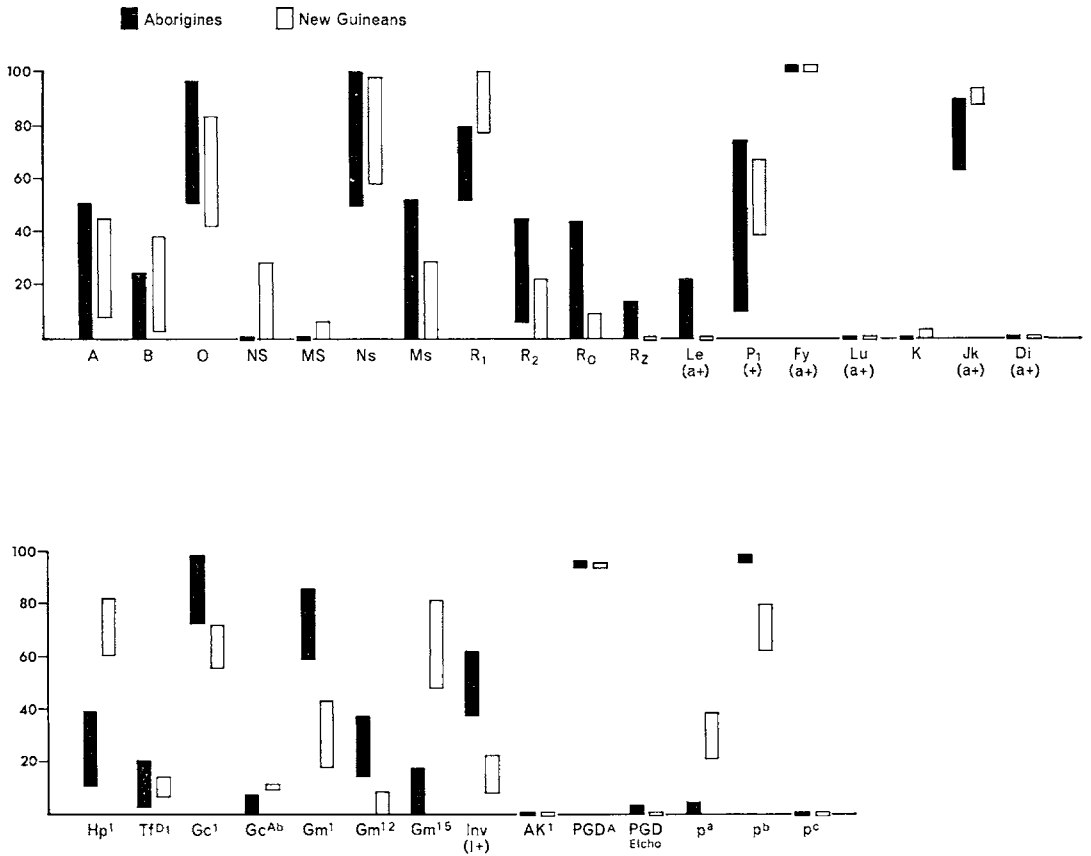 Aborigines New Guineans
100
80
60
40
20
A B O NS MS Ns Ms R1 R2 RO RZ Le P1 Fy Lu K Jk Di
(a+) (+) (a+) (a+) (a+) (a+)
100
80
60
40
20
Hp1 TfD1 Gc1 GcAb Gm1 Gm12 Gm15 Inv AK1 PGDA PGD pa pb pc
(I+) Elcho